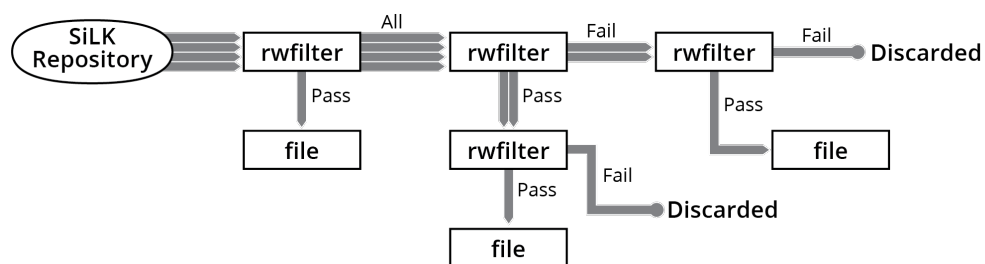 SiLK
Repository
rwfilter
All
rwfilter
Fail
rwfilter
Fail
Discarded
Pass
Pass
Pass
file
rwfilter
file
Fail
Pass
Discarded
file